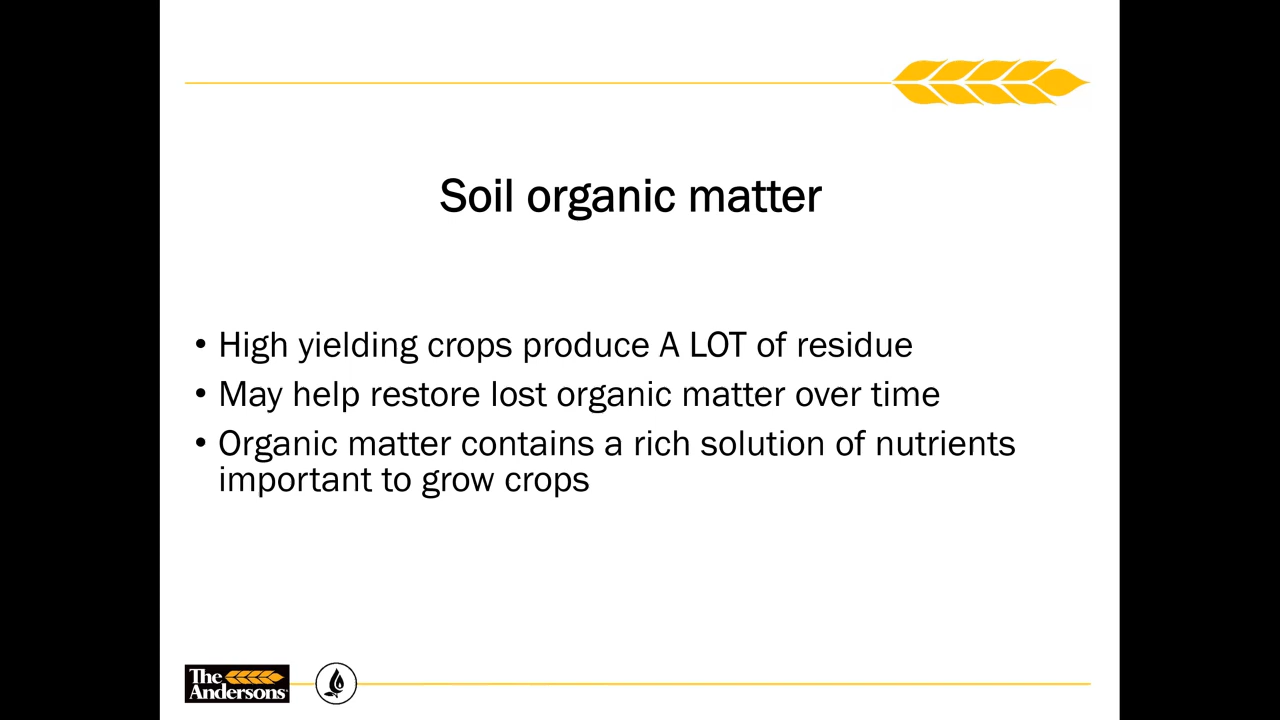 Soil organic matter
• High yielding crops produce A LOT of residue
• May help restore lost organic matter over time
• Organic matter contains a rich solution of nutrients
important to grow crops
The
Andersons